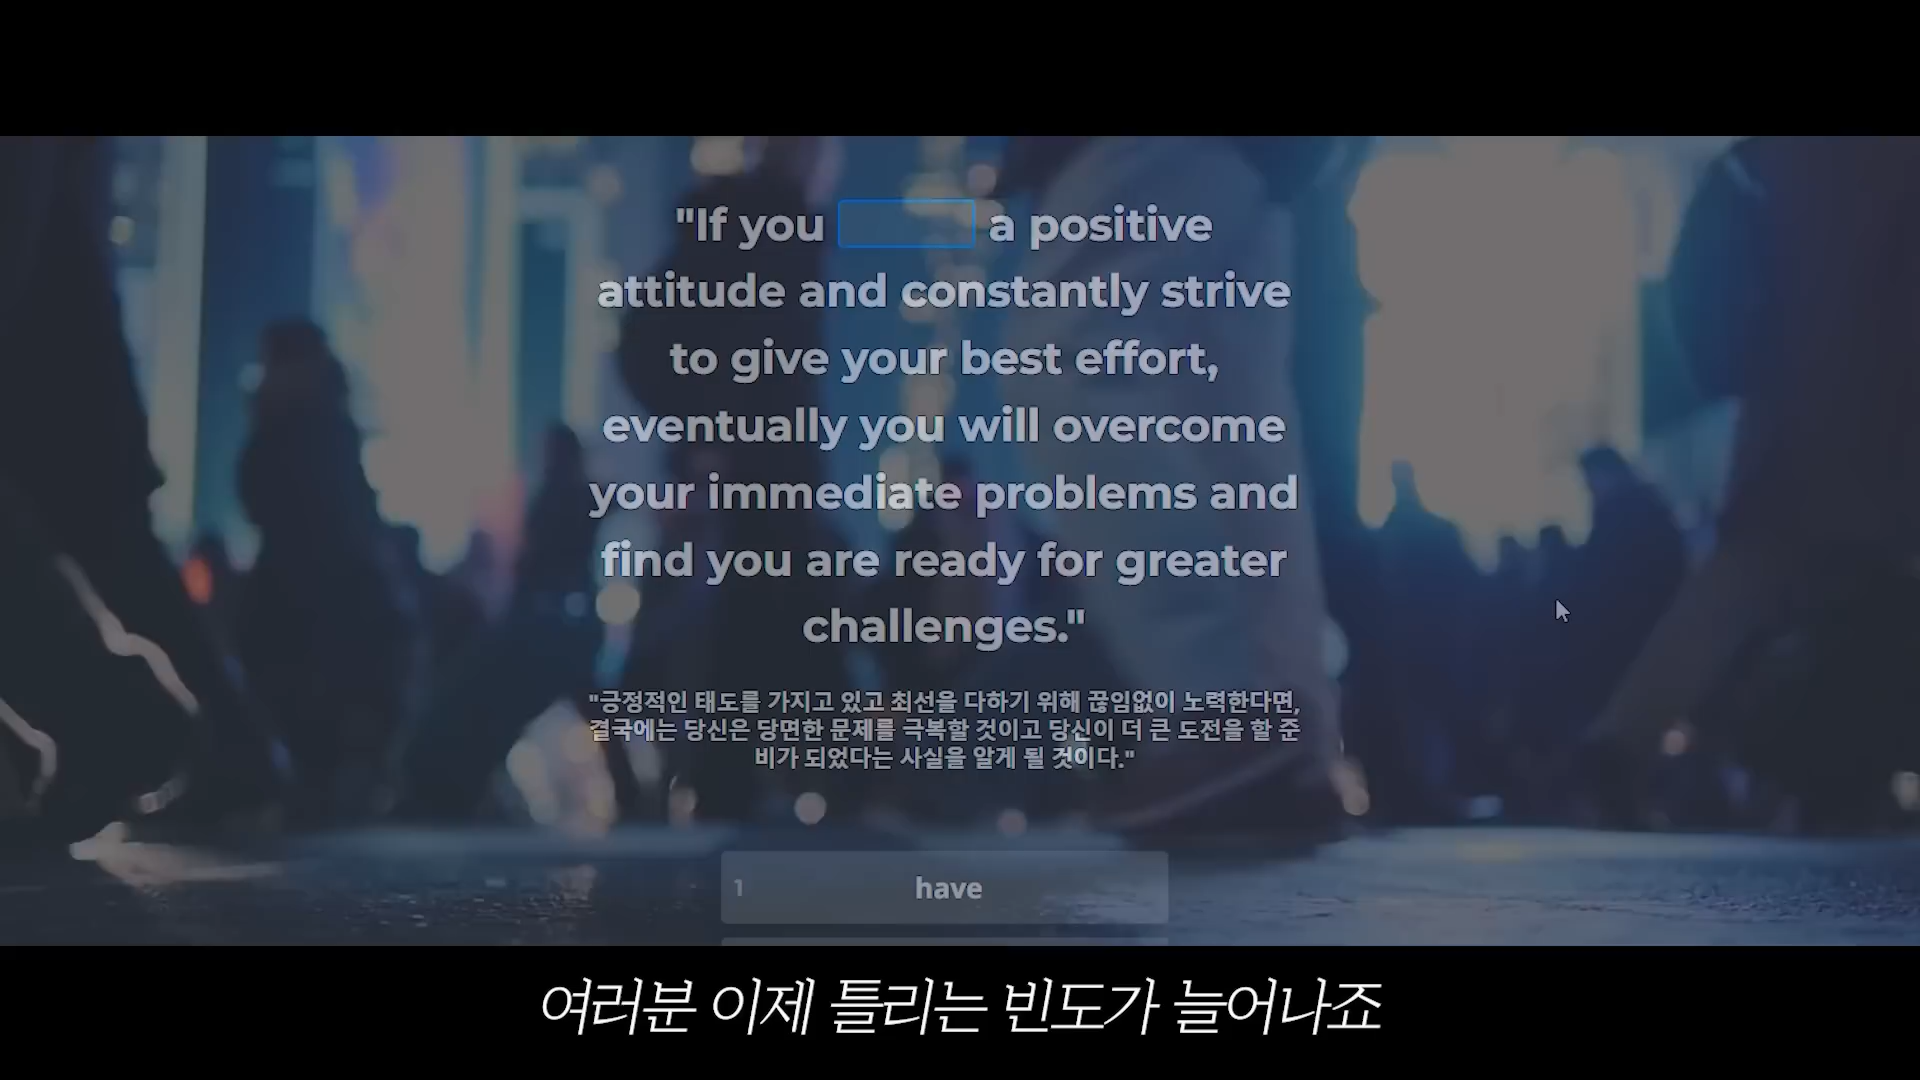 "If you a positive
attitude and constantly strive
to give your best effort,
eventually you will overcome
your immediate problems and
find you are ready for greater
challenges."
"긍정적인 태도를 가지고 있고 최선을 다하기 위해 끊임없이 노력한다면,
결국에는 당신은 당면한 문제를 극복할 것이고 당신이 더 큰 도전을 할 준
비가 되었다는 사실을 알게 될 것이다."
1 have
여러분 이제 틀리는 빈도가 늘어나죠